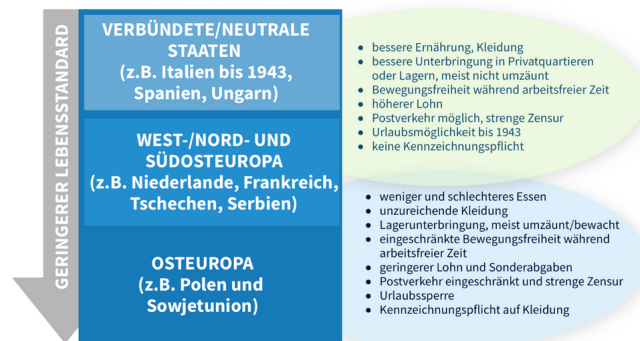 GERINGERER LEBENSSTANDARD
VERBÜNDETE/NEUTRALE
STAATEN
(z.B. Italien bis 1943,
Spanien, Ungarn)
• bessere Ernährung, Kleidung
• bessere Unterbringung in Privatquartieren
oder Lagern, meist nicht umzäunt
• Bewegungsfreiheit während arbeitsfreier Zeit
• höherer Lohn
• Postverkehr möglich, strenge Zensur
• Urlaubsmöglichkeit bis 1943
• keine Kennzeichnungspflicht
WEST-/NORD- UND
SÜDOSTEUROPA
(z.B. Niederlande, Frankreich,
Tschechen, Serbien)
OSTEUROPA
(z.B. Polen und
Sowjetunion)
• weniger und schlechteres Essen
• unzureichende Kleidung
• Lagerunterbringung, meist umzäunt/bewacht
• eingeschränkte Bewegungsfreiheit während
arbeitsfreier Zeit
• geringerer Lohn und Sonderabgaben
• Postverkehr eingeschränkt und strenge Zensur
• Urlaubssperre
• Kennzeichnungspflicht auf Kleidung